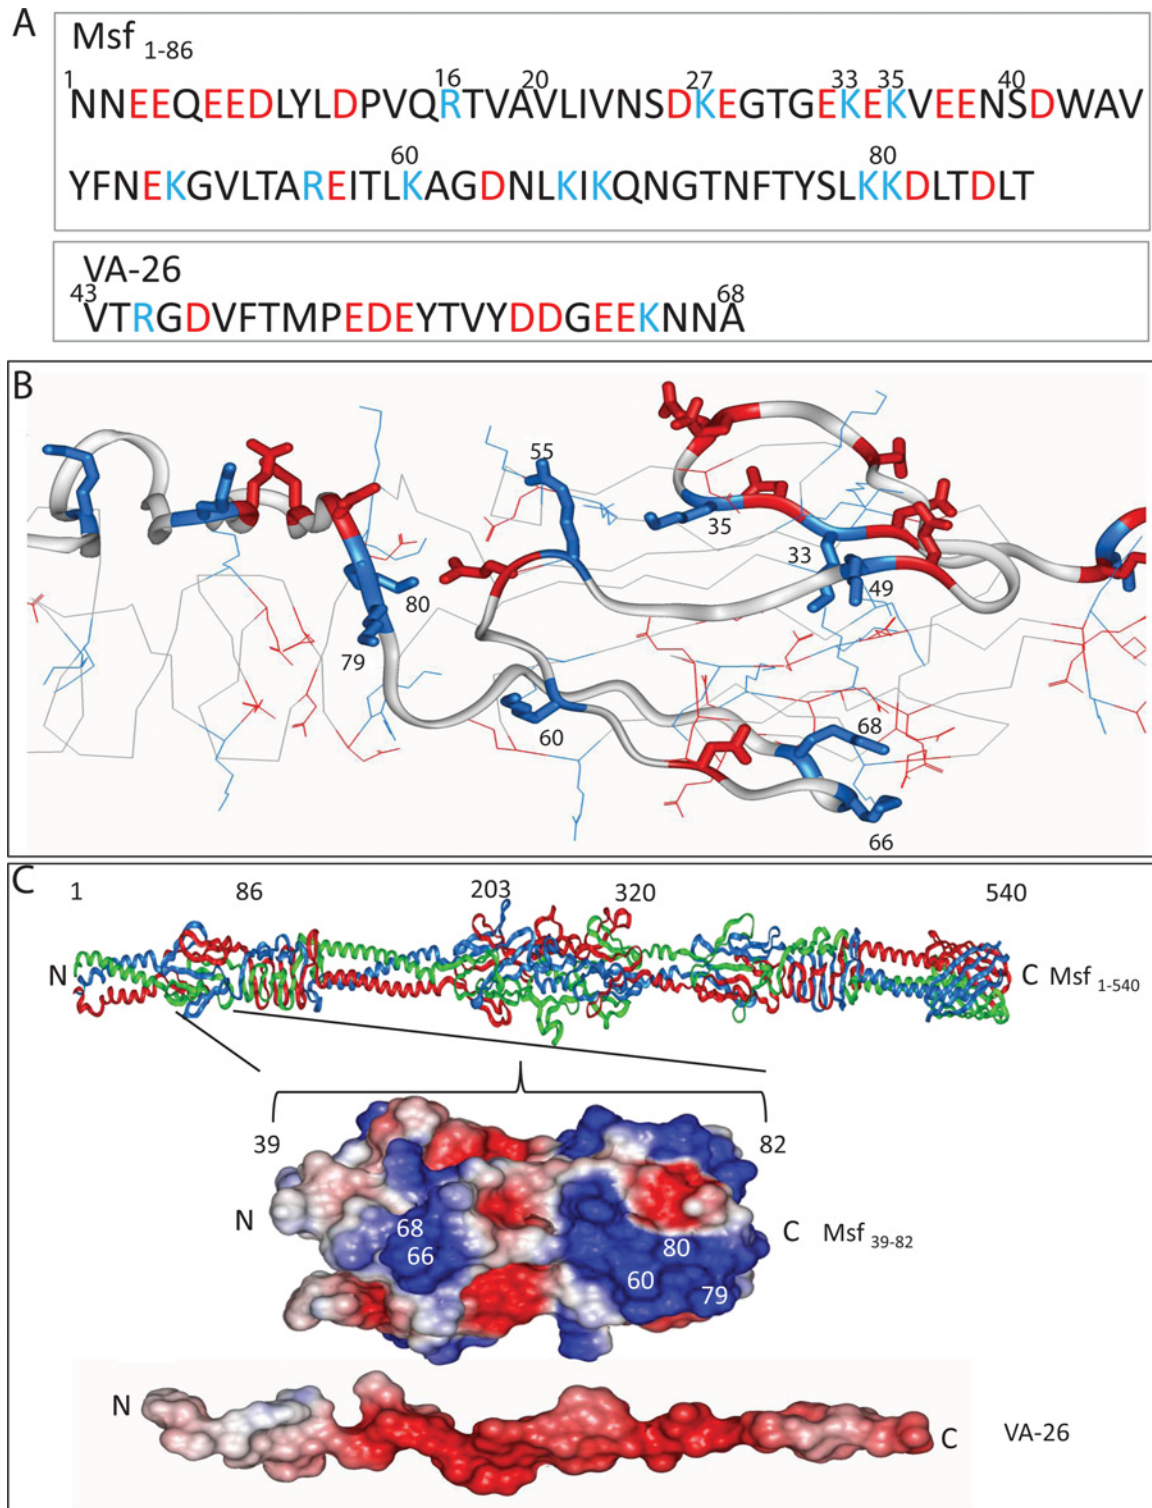 A
Msf 1-86
1 16 20 27 33 35 40
NNEEQEEDLYLDPVQRTVAVLIVNSDKEGTGEKEKVEENSDWAV
60 80
YFNEKGVLTAREITLKAGDNLKIKQNGTNFTYSLKKDLTDLT
VA-26
43 68
VTRGDVFTMPEDEYTVYDDGEEKNNA
B
55
35
33
49
80
79
60
68
66
C
1 86 203 320 540
N C Msf 1-540
39 82
N C Msf 39-82
68
66
80
60
79
N
C VA-26